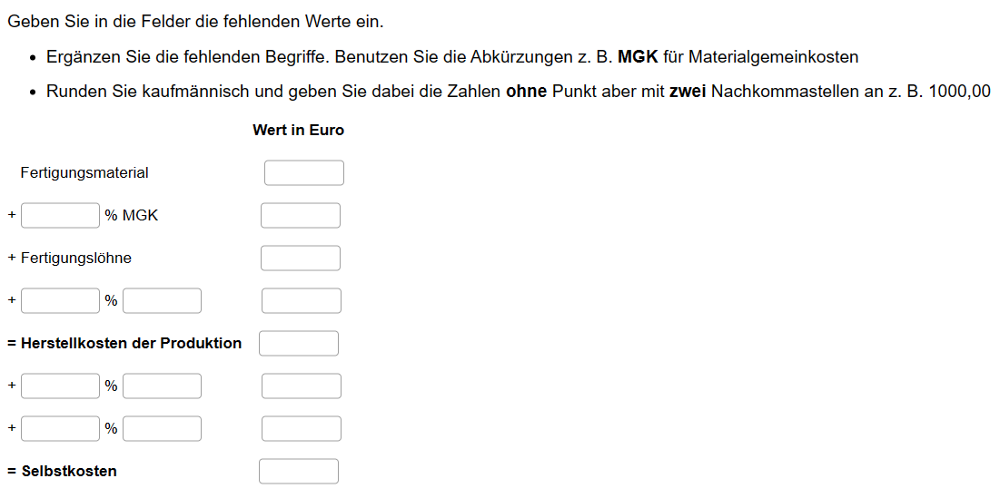 Geben Sie in die Felder die fehlenden Werte ein.
• Ergänzen Sie die fehlenden Begriffe. Benutzen Sie die Abkürzungen z. B. MGK für Materialgemeinkosten
• Runden Sie kaufmännisch und geben Sie dabei die Zahlen ohne Punkt aber mit zwei Nachkommastellen an z. B. 1000,00
Wert in Euro
Fertigungsmaterial
+ % MGK
+ Fertigungslöhne
+ %
= Herstellkosten der Produktion
+ %
+ %
= Selbstkosten